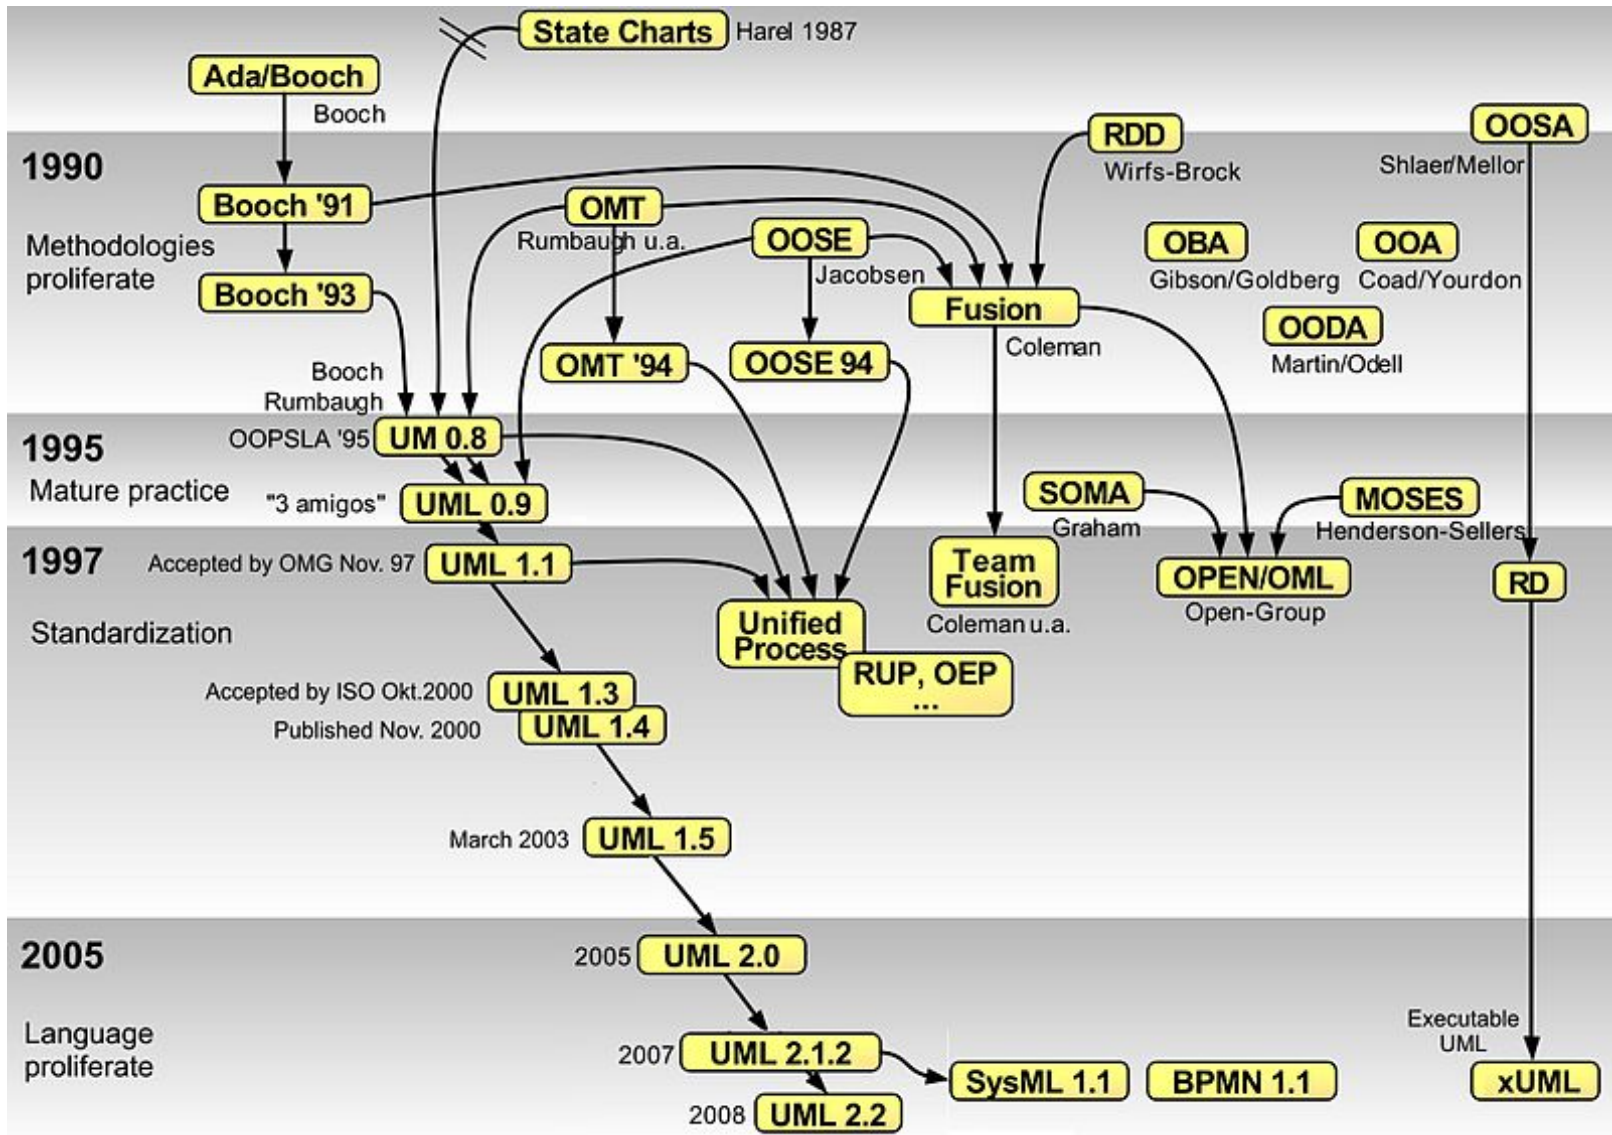 State Charts
Harel 1987
Ada/Booch
Booch
RDD
Wirfs-Brock
OOSA
Shlaer/Mellor
1990
Methodologies
proliferate
Booch '91
OMT
Rumbaugh u.a.
OOSE
Jacobsen
OBA
Gibson/Goldberg
OOA
Coad/Yourdon
Booch '93
Fusion
Coleman
OODA
Martin/Odell
OMT '94
OOSE 94
Booch
Rumbaugh
1995
Mature practice
OOPSLA '95
UM 0.8
"3 amigos"
UML 0.9
SOMA
Graham
MOSES
Henderson-Sellers
1997
Standardization
Accepted by OMG Nov. 97
UML 1.1
Team
Fusion
Coleman u.a.
OPEN/OML
Open-Group
RD
Unified
Process
RUP, OEP
...
Accepted by ISO Okt.2000
UML 1.3
Published Nov. 2000
UML 1.4
March 2003
UML 1.5
2005
Language
proliferate
2005
UML 2.0
2007
UML 2.1.2
2008
UML 2.2
SysML 1.1
BPMN 1.1
Executable
UML
xUML